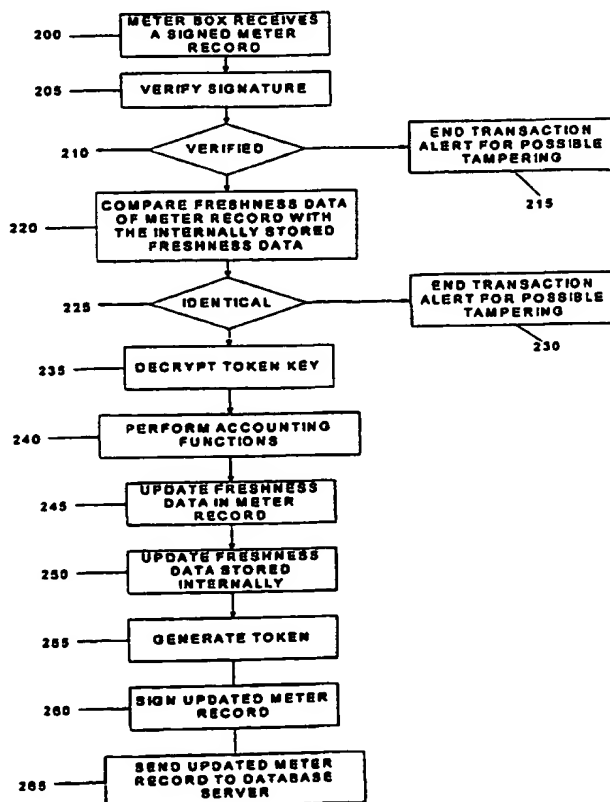 METER BOX RECEIVES
A SIGNED METER
RECORD
200
VERIFY SIGNATURE
205
VERIFIED
210
END TRANSACTION
ALERT FOR POSSIBLE
TAMPERING
215
COMPARE FRESHNESS DATA
OF METER RECORD WITH
THE INTERNALLY STORED
FRESHNESS DATA
220
IDENTICAL
225
END TRANSACTION
ALERT FOR POSSIBLE
TAMPERING
230
DECRYPT TOKEN KEY
235
PERFORM ACCOUNTING
FUNCTIONS
240
UPDATE FRESHNESS
DATA IN METER
RECORD
245
UPDATE FRESHNESS
DATA STORED
INTERNALLY
250
GENERATE TOKEN
255
SIGN UPDATED METER
RECORD
260
SEND UPDATED METER
RECORD TO DATABASE
SERVER
265